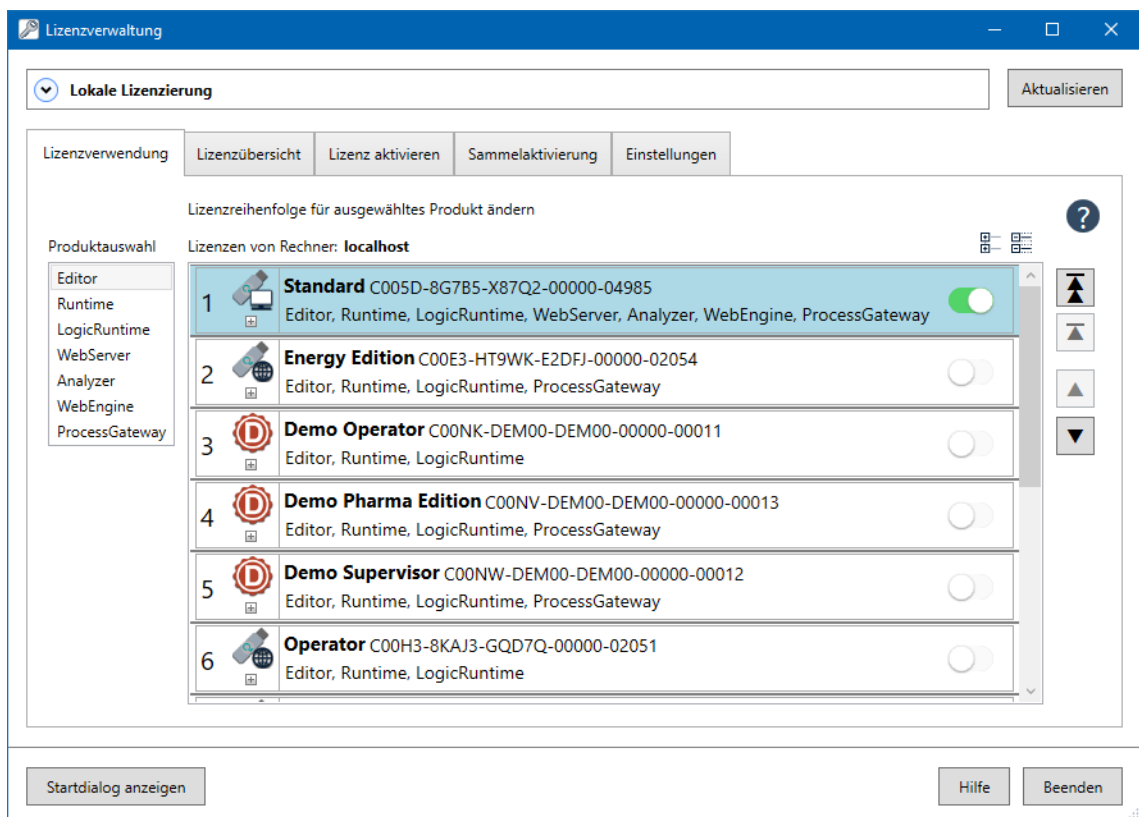 Lizenzverwaltung
Lokale Lizenzierung
Aktualisieren
Lizenzverwendung
Lizenzübersicht
Lizenz aktivieren
Sammelaktivierung
Einstellungen
Lizenzreihenfolge für ausgewähltes Produkt ändern
?
Produktauswahl
Lizenzen von Rechner: localhost
Editor
Runtime
LogicRuntime
WebServer
Analyzer
WebEngine
ProcessGateway
1
Standard C005D-8G7B5-X87Q2-00000-04985
Editor, Runtime, LogicRuntime, WebServer, Analyzer, WebEngine, ProcessGateway
2
Energy Edition C00E3-HT9WK-E2DFJ-00000-02054
Editor, Runtime, LogicRuntime, ProcessGateway
3
D
Demo Operator C00NK-DEM00-DEM00-00000-00011
Editor, Runtime, LogicRuntime
4
D
Demo Pharma Edition C00NV-DEM00-DEM00-00000-00013
Editor, Runtime, LogicRuntime, ProcessGateway
5
D
Demo Supervisor C00NW-DEM00-DEM00-00000-00012
Editor, Runtime, LogicRuntime, ProcessGateway
6
Operator C00H3-8KAJ3-GQD7Q-00000-02051
Editor, Runtime, LogicRuntime
Startdialog anzeigen
Hilfe
Beenden